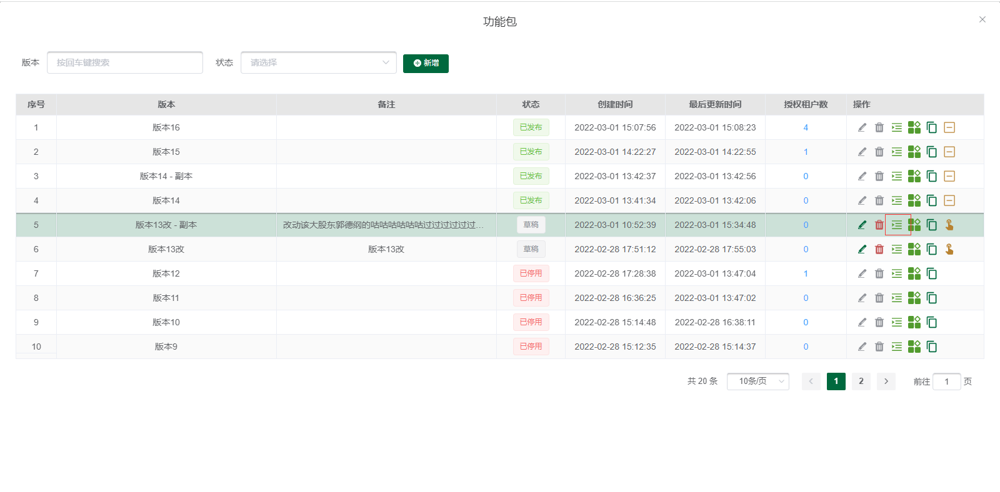 功能包
版本 按回车键搜索 状态 请选择 新增
序号 版本 备注 状态 创建时间 最后更新时间 授权租户数 操作
1 版本16 已发布 2022-03-01 15:07:56 2022-03-01 15:08:23 4
2 版本15 已发布 2022-03-01 14:22:27 2022-03-01 14:22:55 1
3 版本14 - 副本 已发布 2022-03-01 13:42:37 2022-03-01 13:42:56 0
4 版本14 已发布 2022-03-01 13:41:34 2022-03-01 13:42:06 0
5 版本13改 - 副本 改动该大股东郭德纲的咕咕咕咕咕咕过过过过过过... 草稿 2022-03-01 10:52:39 2022-03-01 15:34:48 0
6 版本13改 版本13改 草稿 2022-02-28 17:51:12 2022-02-28 17:55:03 0
7 版本12 已停用 2022-02-28 17:28:38 2022-03-01 13:47:04 1
8 版本11 已停用 2022-02-28 16:36:25 2022-03-01 13:47:02 0
9 版本10 已停用 2022-02-28 15:14:48 2022-02-28 16:38:11 0
10 版本9 已停用 2022-02-28 15:12:35 2022-02-28 15:14:37 0
共 20 条 10条/页 1 2 前往 1 页